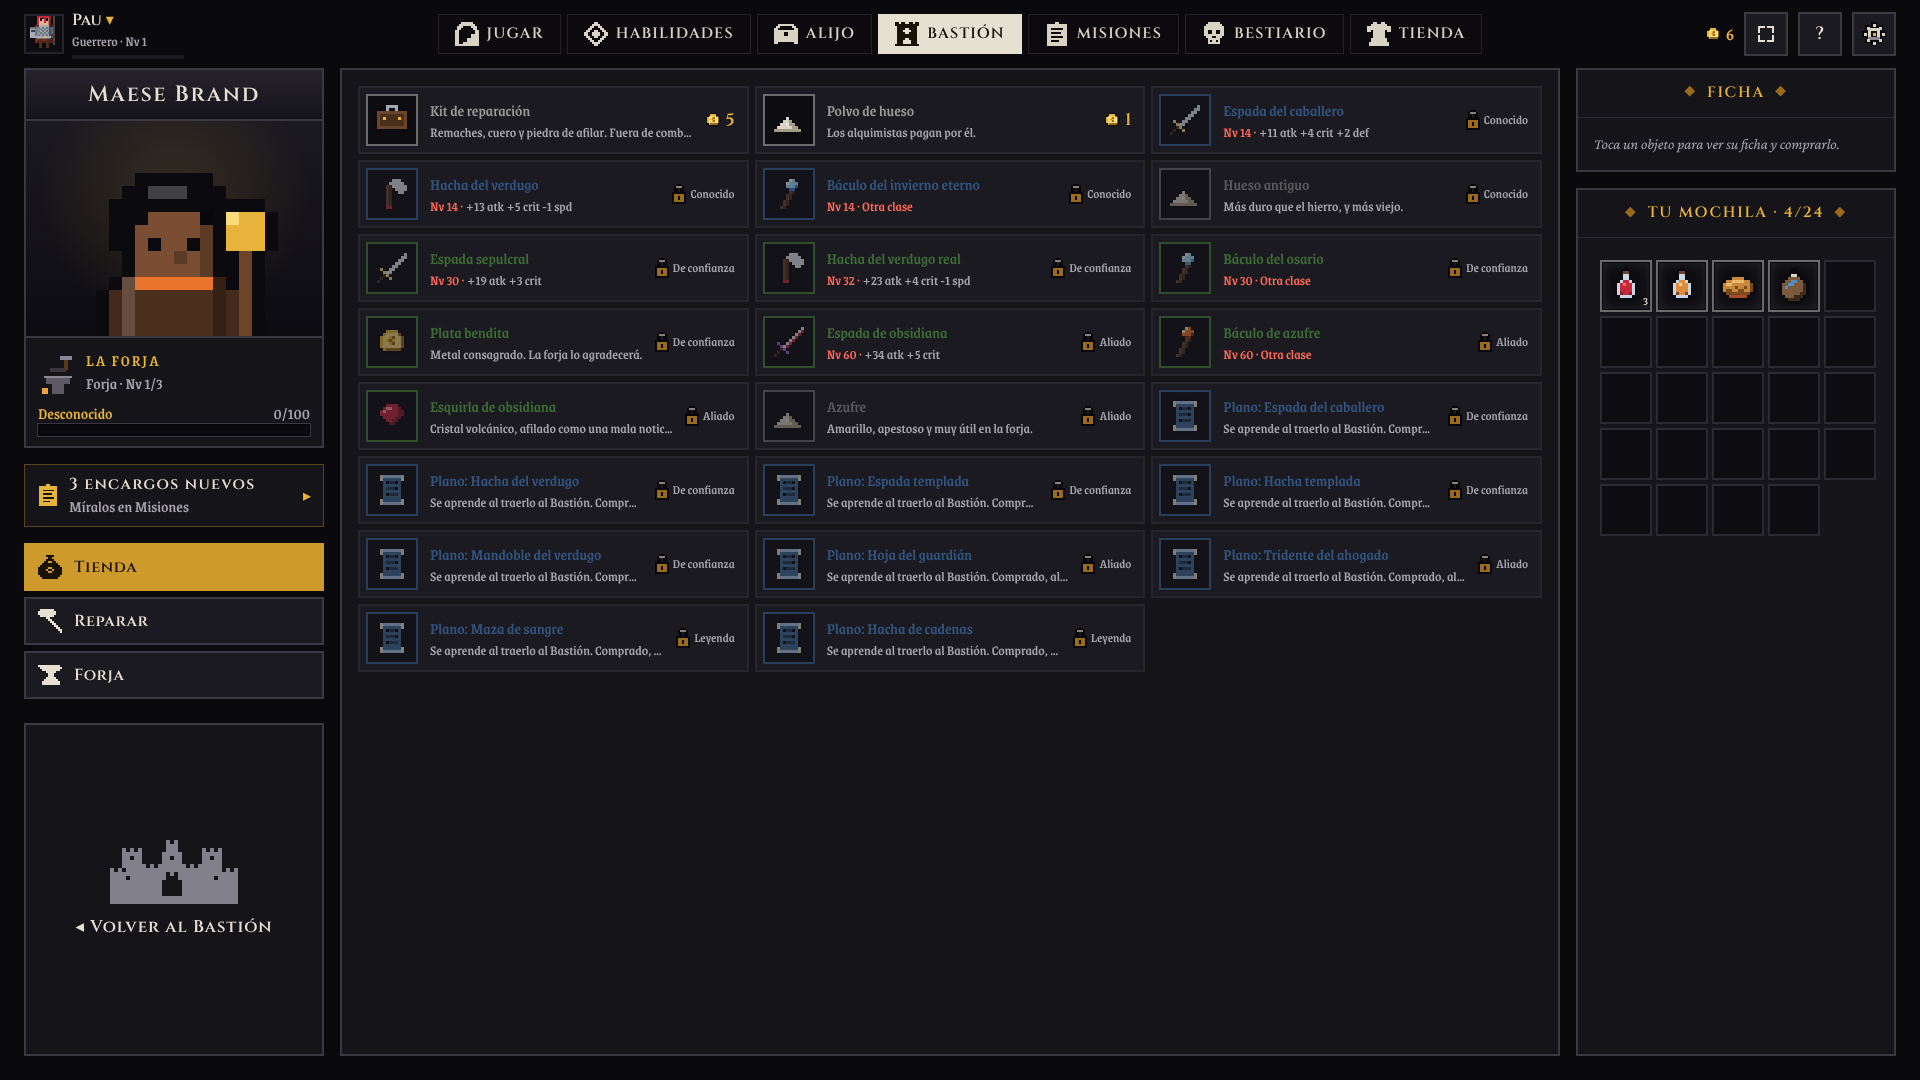 Pau ▾
Guerrero · Nv 1
JUGAR
HABILIDADES
ALIJO
BASTIÓN
MISIONES
BESTIARIO
TIENDA
6
?
Maese Brand
LA FORJA
Forja · Nv 1/3
Desconocido 0/100
3 encargos nuevos
Míralos en Misiones
Tienda
Reparar
Forja
◂ Volver al Bastión
Kit de reparación
Remaches, cuero y piedra de afilar. Fuera de comb...
5
Polvo de hueso
Los alquimistas pagan por él.
1
Espada del caballero
Nv 14 · +11 atk +4 crit +2 def
Conocido
Hacha del verdugo
Nv 14 · +13 atk +5 crit -1 spd
Conocido
Báculo del invierno eterno
Nv 14 · Otra clase
Conocido
Hueso antiguo
Más duro que el hierro, y más viejo.
Conocido
Espada sepulcral
Nv 30 · +19 atk +3 crit
De confianza
Hacha del verdugo real
Nv 32 · +23 atk +4 crit -1 spd
De confianza
Báculo del osario
Nv 30 · Otra clase
De confianza
Plata bendita
Metal consagrado. La forja lo agradecerá.
De confianza
Espada de obsidiana
Nv 60 · +34 atk +5 crit
Aliado
Báculo de azufre
Nv 60 · Otra clase
Aliado
Esquirla de obsidiana
Cristal volcánico, afilado como una mala notic...
Aliado
Azufre
Amarillo, apestoso y muy útil en la forja.
Aliado
Plano: Espada del caballero
Se aprende al traerlo al Bastión. Compr...
De confianza
Plano: Hacha del verdugo
Se aprende al traerlo al Bastión. Compr...
De confianza
Plano: Espada templada
Se aprende al traerlo al Bastión. Compr...
De confianza
Plano: Hacha templada
Se aprende al traerlo al Bastión. Compr...
De confianza
Plano: Mandoble del verdugo
Se aprende al traerlo al Bastión. Compr...
De confianza
Plano: Hoja del guardián
Se aprende al traerlo al Bastión. Comprado, al...
Aliado
Plano: Tridente del ahogado
Se aprende al traerlo al Bastión. Comprado, al...
Aliado
Plano: Maza de sangre
Se aprende al traerlo al Bastión. Comprado, ...
Leyenda
Plano: Hacha de cadenas
Se aprende al traerlo al Bastión. Comprado, ...
Leyenda
◆ FICHA ◆
Toca un objeto para ver su ficha y comprarlo.
◆ TU MOCHILA · 4/24 ◆
3